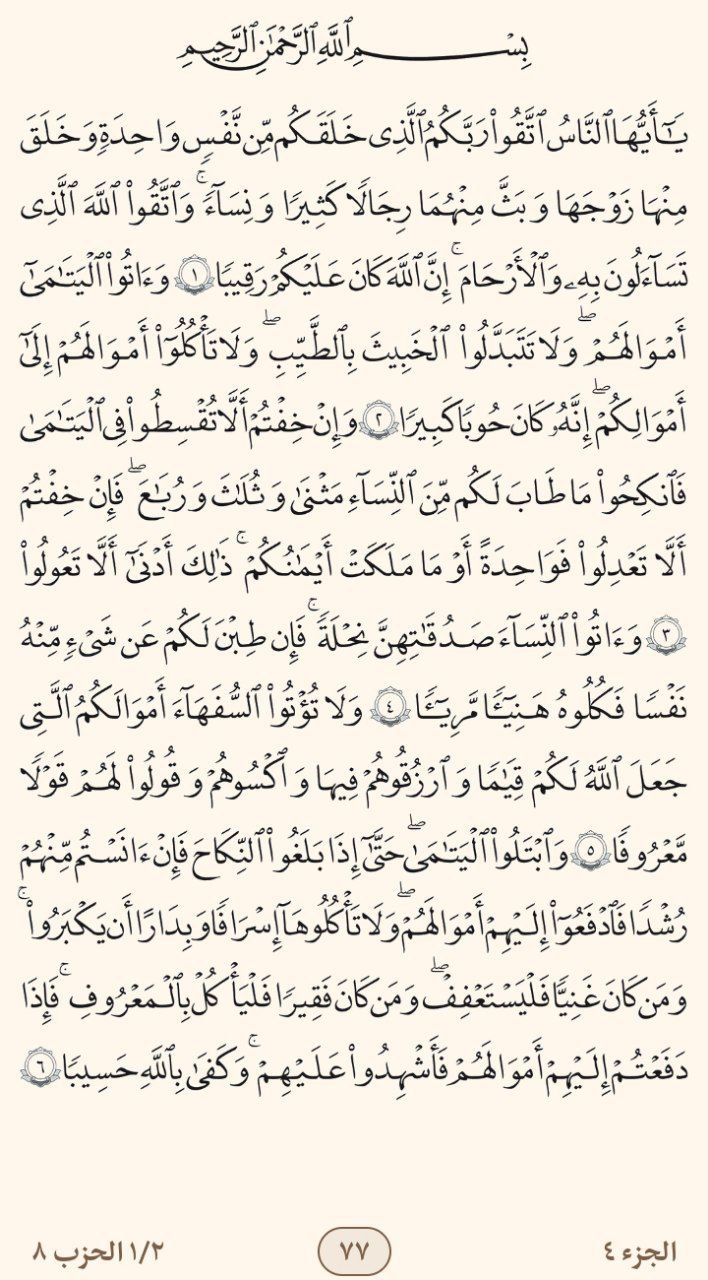 بِسْمِ ٱللَّهِ ٱلرَّحْمَٰنِ ٱلرَّحِيمِ
يَٰٓأَيُّهَا ٱلنَّاسُ ٱتَّقُوا۟ رَبَّكُمُ ٱلَّذِى خَلَقَكُم مِّن نَّفْسٍ وَٰحِدَةٍ وَخَلَقَ
مِنْهَا زَوْجَهَا وَبَثَّ مِنْهُمَا رِجَالًا كَثِيرًا وَنِسَآءً ۚ وَٱتَّقُوا۟ ٱللَّهَ ٱلَّذِى
تَسَآءَلُونَ بِهِۦ وَٱلْأَرْحَامَ ۚ إِنَّ ٱللَّهَ كَانَ عَلَيْكُمْ رَقِيبًا ١ وَءَاتُوا۟ ٱلْيَتَٰمَىٰٓ
أَمْوَٰلَهُمْ ۖ وَلَا تَتَبَدَّلُوا۟ ٱلْخَبِيثَ بِٱلطَّيِّبِ ۖ وَلَا تَأْكُلُوٓا۟ أَمْوَٰلَهُمْ إِلَىٰٓ
أَمْوَٰلِكُمْ ۚ إِنَّهُۥ كَانَ حُوبًا كَبِيرًا ٢ وَإِنْ خِفْتُمْ أَلَّا تُقْسِطُوا۟ فِى ٱلْيَتَٰمَىٰ
فَٱنكِحُوا۟ مَا طَابَ لَكُم مِّنَ ٱلنِّسَآءِ مَثْنَىٰ وَثُلَٰثَ وَرُبَٰعَ ۖ فَإِنْ خِفْتُمْ
أَلَّا تَعْدِلُوا۟ فَوَٰحِدَةً أَوْ مَا مَلَكَتْ أَيْمَٰنُكُمْ ۚ ذَٰلِكَ أَدْنَىٰٓ أَلَّا تَعُولُوا۟
٣ وَءَاتُوا۟ ٱلنِّسَآءَ صَدُقَٰتِهِنَّ نِحْلَةً ۚ فَإِن طِبْنَ لَكُمْ عَن شَىْءٍ مِّنْهُ
نَفْسًا فَكُلُوهُ هَنِيٓـًٔا مَّرِيٓـًٔا ٤ وَلَا تُؤْتُوا۟ ٱلسُّفَهَآءَ أَمْوَٰلَكُمُ ٱلَّتِى
جَعَلَ ٱللَّهُ لَكُمْ قِيَٰمًا وَٱرْزُقُوهُمْ فِيهَا وَٱكْسُوهُمْ وَقُولُوا۟ لَهُمْ قَوْلًا
مَّعْرُوفًا ٥ وَٱبْتَلُوا۟ ٱلْيَتَٰمَىٰ ۖ حَتَّىٰٓ إِذَا بَلَغُوا۟ ٱلنِّكَاحَ فَإِنْ ءَانَسْتُم مِّنْهُمْ
رُشْدًا فَٱدْفَعُوٓا۟ إِلَيْهِمْ أَمْوَٰلَهُمْ ۖ وَلَا تَأْكُلُوهَآ إِسْرَافًا وَبِدَارًا أَن يَكْبَرُوا۟ ۚ
وَمَن كَانَ غَنِيًّا فَلْيَسْتَعْفِفْ ۖ وَمَن كَانَ فَقِيرًا فَلْيَأْكُلْ بِٱلْمَعْرُوفِ ۚ فَإِذَا
دَفَعْتُمْ إِلَيْهِمْ أَمْوَٰلَهُمْ فَأَشْهِدُوا۟ عَلَيْهِمْ ۚ وَكَفَىٰ بِٱللَّهِ حَسِيبًا ٦
الجزء ٤ ٧٧ ١/٢ الحزب ٨